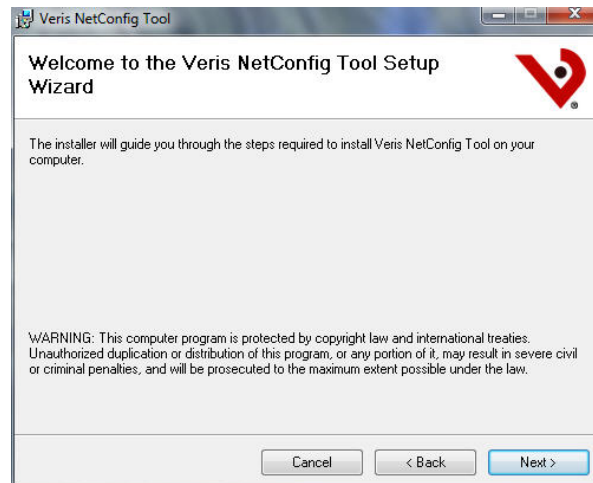 Veris NetConfig Tool
Welcome to the Veris NetConfig Tool Setup
Wizard
The installer will guide you through the steps required to install Veris NetConfig Tool on your
computer.
WARNING: This computer program is protected by copyright law and international treaties.
Unauthorized duplication or distribution of this program, or any portion of it, may result in severe civil
or criminal penalties, and will be prosecuted to the maximum extent possible under the law.
Cancel
< Back
Next >